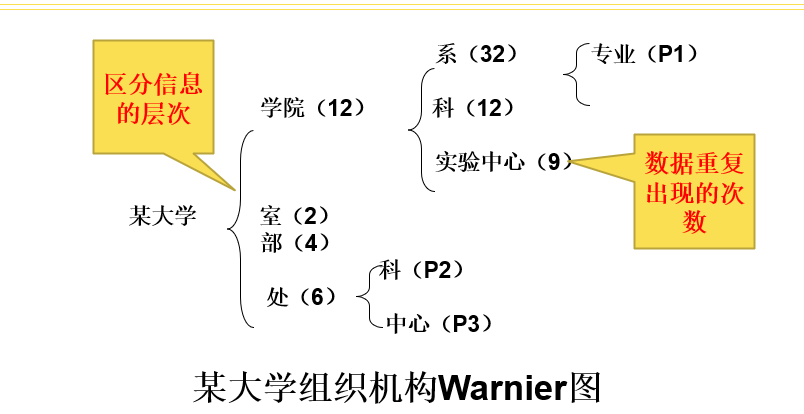 系（32）
专业（P1）
区分信息
的层次
学院（12）
科（12）
实验中心（9）
数据重复
出现的次
数
某大学
室（2）
部（4）
科（P2）
处（6）
中心（P3）
某大学组织机构Warnier图